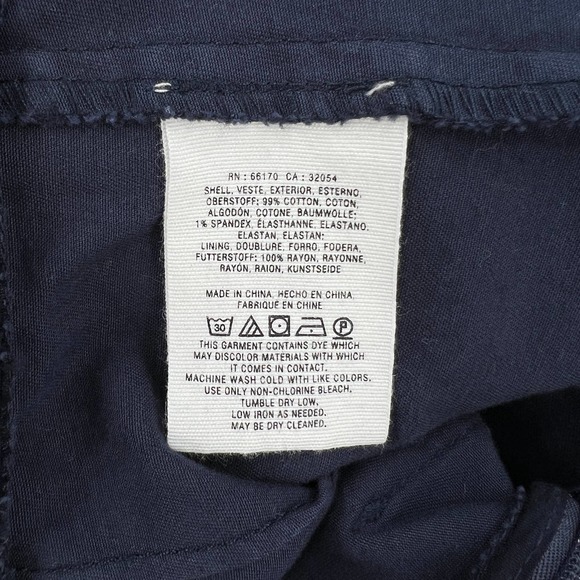 RN : 66170 CA : 32054
SHELL, VESTE, EXTERIOR, ESTERNO,
OBERSTOFF: 99% COTTON, COTON,
ALGODÓN, COTONE, BAUMWOLLE;
1% SPANDEX, ÉLASTHANNE, ELASTANO,
ELASTAN, ELASTAN;
LINING, DOUBLURE, FORRO, FODERA,
FUTTERSTOFF: 100% RAYON, RAYONNE,
RAYÓN, RAION, KUNSTSEIDE
MADE IN CHINA, HECHO EN CHINA
FABRIQUÉ EN CHINE
30 P
THIS GARMENT CONTAINS DYE WHICH
MAY DISCOLOR MATERIALS WITH WHICH
IT COMES IN CONTACT.
MACHINE WASH COLD WITH LIKE COLORS.
USE ONLY NON-CHLORINE BLEACH.
TUMBLE DRY LOW.
LOW IRON AS NEEDED.
MAY BE DRY CLEANED.